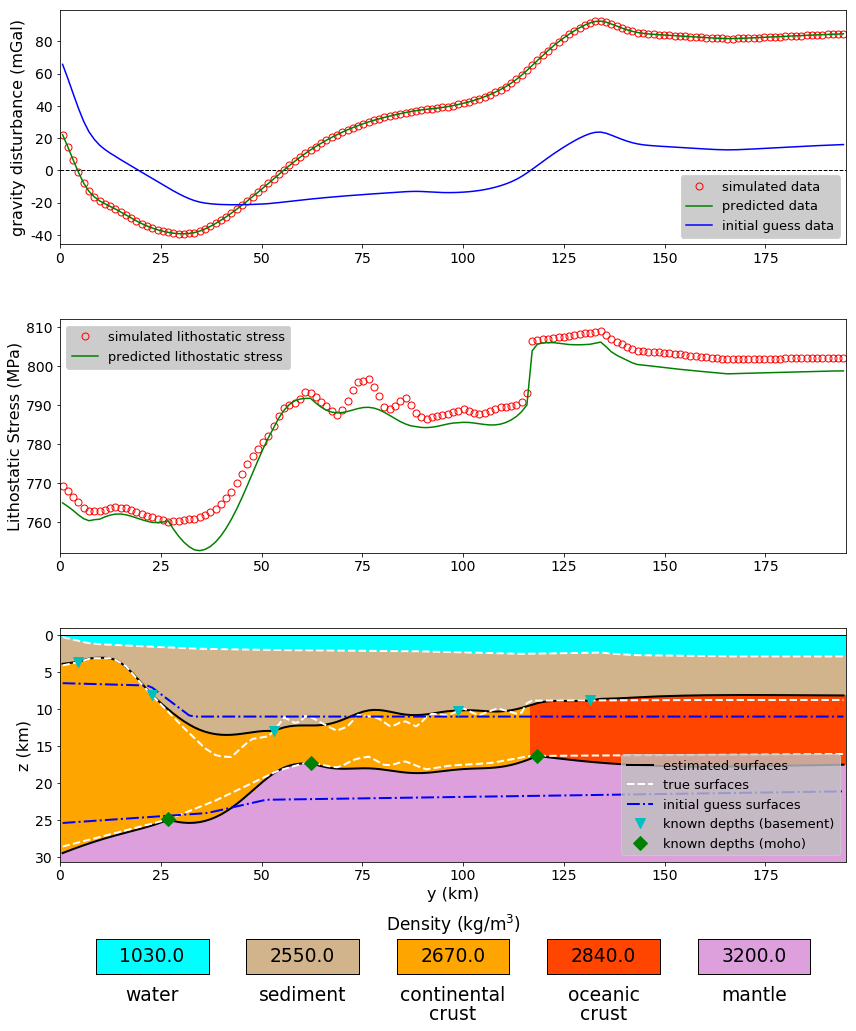 gravity disturbance (mGal)
80
60
40
20
0
-20
-40
0 25 50 75 100 125 150 175
simulated data
predicted data
initial guess data
Lithostatic Stress (MPa)
810
800
790
780
770
760
0 25 50 75 100 125 150 175
simulated lithostatic stress
predicted lithostatic stress
z (km)
0
5
10
15
20
25
30
0 25 50 75 100 125 150 175
y (km)
estimated surfaces
true surfaces
initial guess surfaces
known depths (basement)
known depths (moho)
Density (kg/m³)
1030.0 2550.0 2670.0 2840.0 3200.0
water sediment continental oceanic mantle
crust crust